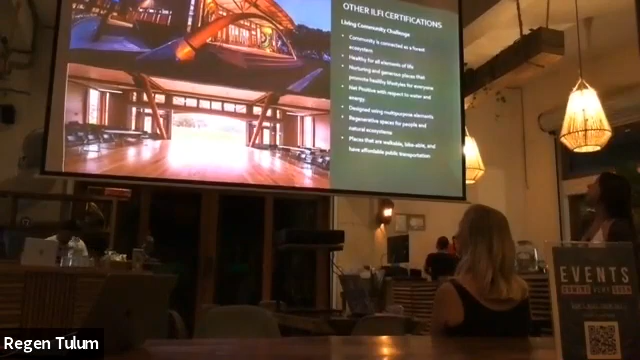 OTHER ILFI CERTIFICATIONS
Living Community Challenge
• Community is connected as a forest
ecosystem
• Healthy for all elements of life
• Nurturing and generous places that
promote healthy lifestyles for everyone
• Net Positive with respect to water and
energy
• Designed using multipurpose elements
• Regenerative spaces for people and
natural ecosystems
• Places that are walkable, bike-able, and
have affordable public transportation
EVENTS
Regen Tulum